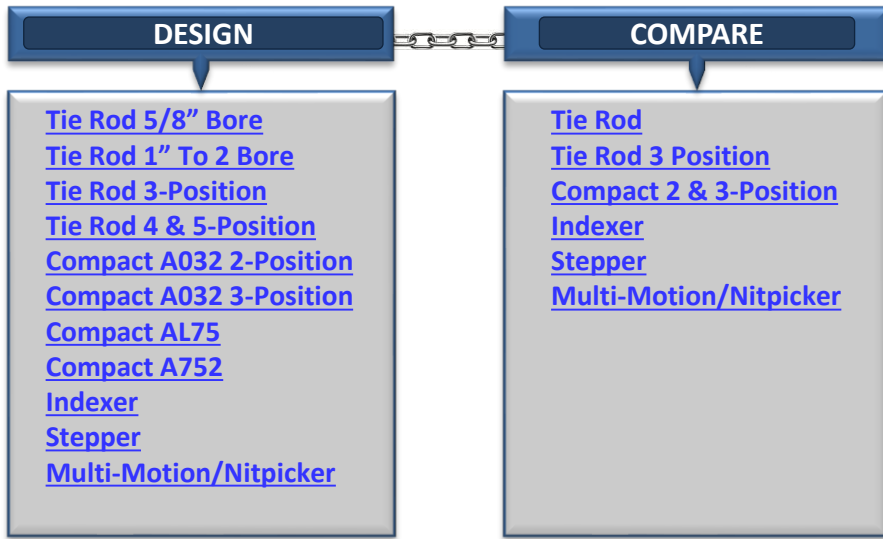 DESIGN
Tie Rod 5/8” Bore
Tie Rod 1” To 2 Bore
Tie Rod 3-Position
Tie Rod 4 & 5-Position
Compact A032 2-Position
Compact A032 3-Position
Compact AL75
Compact A752
Indexer
Stepper
Multi-Motion/Nitpicker
COMPARE
Tie Rod
Tie Rod 3 Position
Compact 2 & 3-Position
Indexer
Stepper
Multi-Motion/Nitpicker